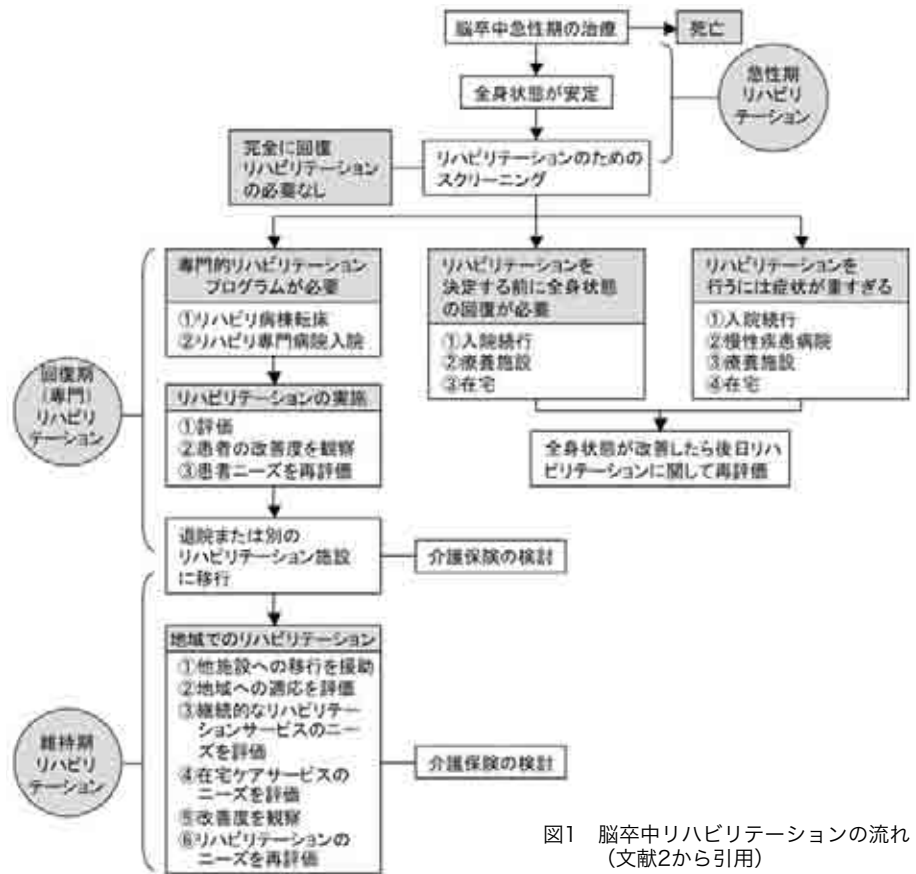 脳卒中急性期の治療
死亡
急性期
リハビリ
テーション
全身状態が安定
完全に回復
リハビリテーション
の必要なし
リハビリテーションのための
スクリーニング
専門的リハビリテーション
プログラムが必要
①リハビリ病棟転床
②リハビリ専門病院入院
リハビリテーションを
決定する前に全身状態
の回復が必要
①入院続行
②療養施設
③在宅
リハビリテーションを
行うには症状が重すぎる
①入院続行
②慢性疾患病院
③療養施設
④在宅
回復期
(専門)
リハビリ
テーション
リハビリテーションの実施
①評価
②患者の改善度を観察
③患者ニーズを再評価
全身状態が改善したら後日リハ
ビリテーションに関して再評価
退院または別の
リハビリテーション施設
に移行
介護保険の検討
地域でのリハビリテーション
①他施設への移行を援助
②地域への適応を評価
③継続的なリハビリテー
ションサービスのニー
ズを評価
④在宅ケアサービスの
ニーズを評価
⑤改善度を観察
⑥リハビリテーションの
ニーズを再評価
維持期
リハビリ
テーション
介護保険の検討
図1 脳卒中リハビリテーションの流れ
(文献2から引用)